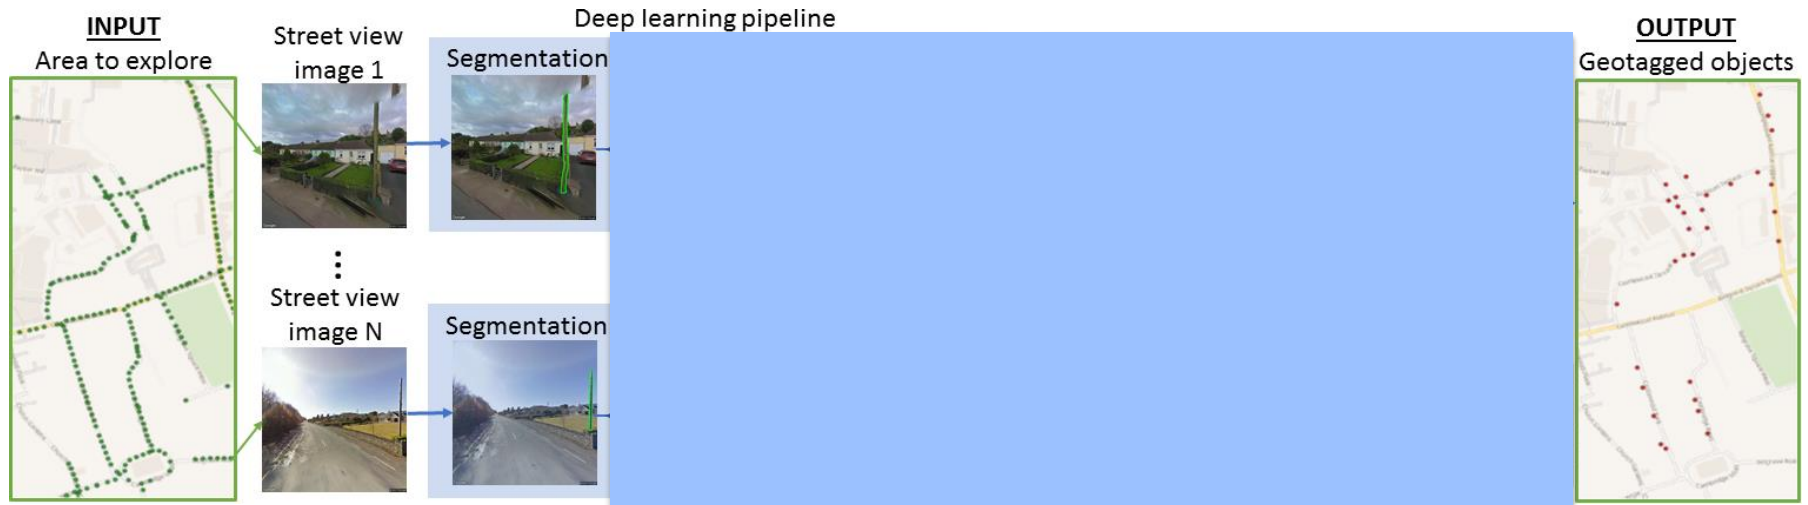 INPUT
Area to explore
Street view
image 1
Deep learning pipeline
Segmentation
Street view
image N
Segmentation
OUTPUT
Geotagged objects